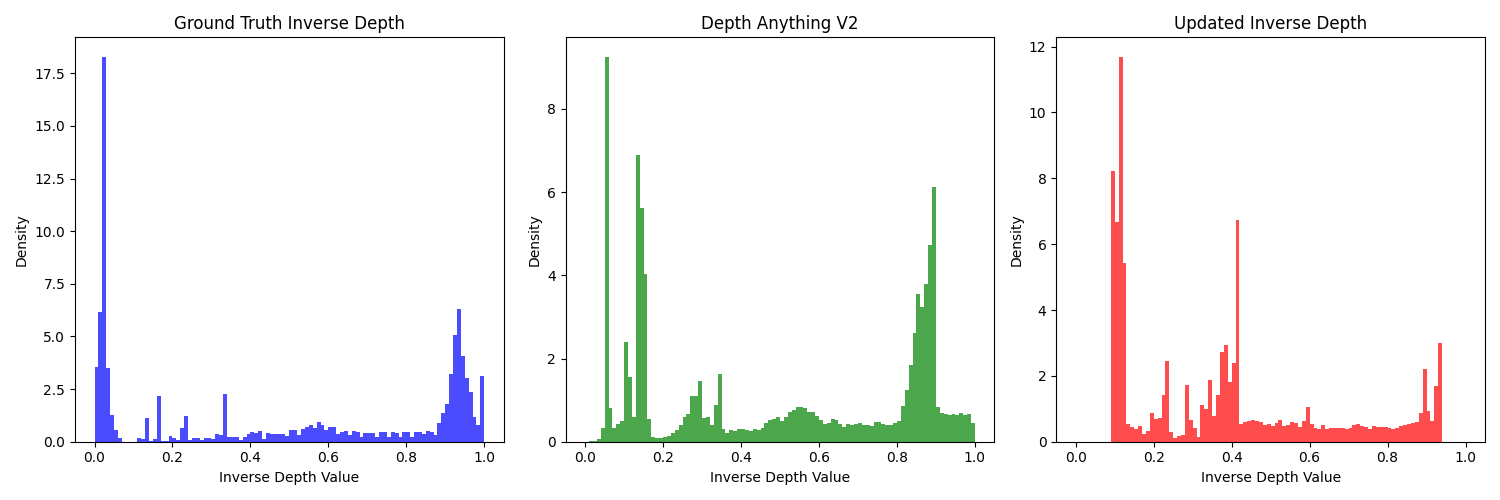 Ground Truth Inverse Depth
Density
17.5
15.0
12.5
10.0
7.5
5.0
2.5
0.0
0.0 0.2 0.4 0.6 0.8 1.0
Inverse Depth Value
Depth Anything V2
Density
8
6
4
2
0
0.0 0.2 0.4 0.6 0.8 1.0
Inverse Depth Value
Updated Inverse Depth
Density
12
10
8
6
4
2
0
0.0 0.2 0.4 0.6 0.8 1.0
Inverse Depth Value